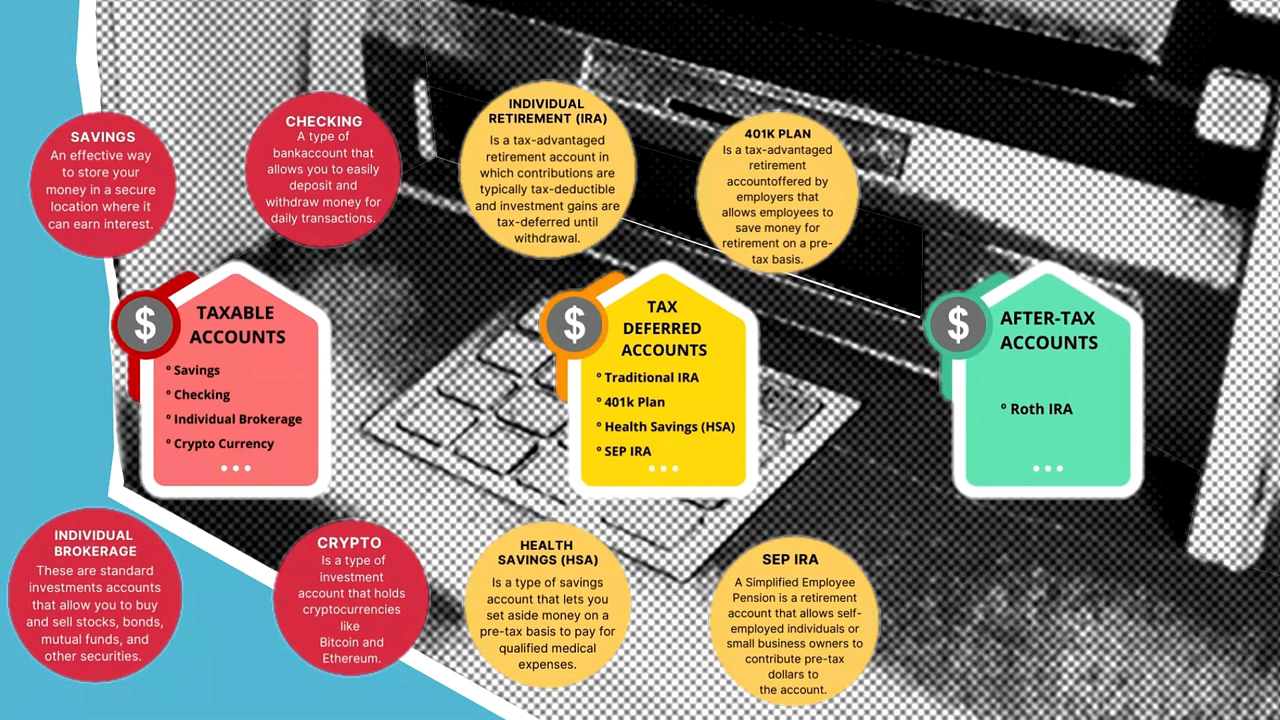 SAVINGS
An effective way
to store your
money in a secure
location where it
can earn interest.
CHECKING
A type of
bankaccount that
allows you to easily
deposit and
withdraw money for
daily transactions.
INDIVIDUAL
RETIREMENT (IRA)
Is a tax-advantaged
retirement account in
which contributions are
typically tax-deductible
and investment gains are
tax-deferred until
withdrawal.
401K PLAN
Is a tax-advantaged
retirement
accountoffered by
employers that
allows employees to
save money for
retirement on a pre-
tax basis.
$
TAXABLE
ACCOUNTS
° Savings
° Checking
° Individual Brokerage
° Crypto Currency
$
TAX
DEFERRED
ACCOUNTS
° Traditional IRA
° 401k Plan
° Health Savings (HSA)
° SEP IRA
$
AFTER-TAX
ACCOUNTS
° Roth IRA
INDIVIDUAL
BROKERAGE
These are standard
investments accounts
that allow you to buy
and sell stocks, bonds,
mutual funds, and
other securities.
CRYPTO
Is a type of
investment
account that holds
cryptocurrencies
like
Bitcoin and
Ethereum.
HEALTH
SAVINGS (HSA)
Is a type of savings
account that lets you
set aside money on a
pre-tax basis to pay for
qualified medical
expenses.
SEP IRA
A Simplified Employee
Pension is a retirement
account that allows self-
employed individuals or
small business owners to
contribute pre-tax
dollars to
the account.